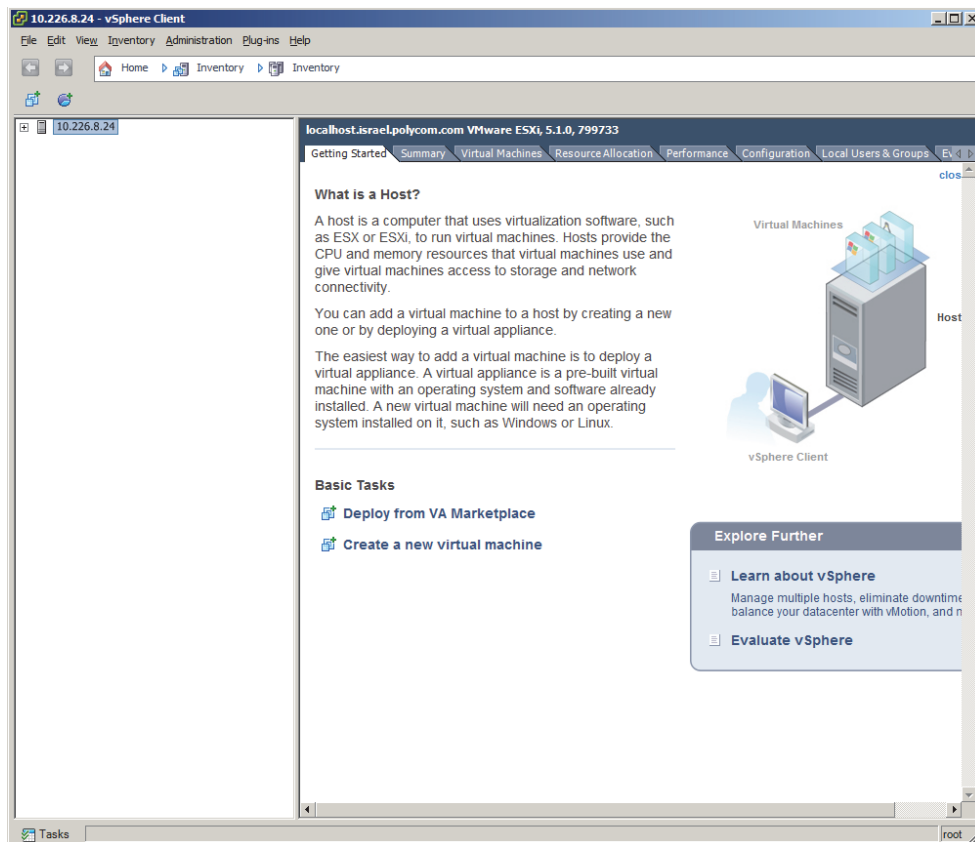 10.226.8.24 - vSphere Client
File Edit View Inventory Administration Plug-ins Help
Home Inventory Inventory
10.226.8.24
localhost.israel.polycom.com VMware ESXi, 5.1.0, 799733
Getting Started Summary Virtual Machines Resource Allocation Performance Configuration Local Users & Groups Ev
clos
What is a Host?
A host is a computer that uses virtualization software, such
as ESX or ESXi, to run virtual machines. Hosts provide the
CPU and memory resources that virtual machines use and
give virtual machines access to storage and network
connectivity.
You can add a virtual machine to a host by creating a new
one or by deploying a virtual appliance.
The easiest way to add a virtual machine is to deploy a
virtual appliance. A virtual appliance is a pre-built virtual
machine with an operating system and software already
installed. A new virtual machine will need an operating
system installed on it, such as Windows or Linux.
Virtual Machines
Host
vSphere Client
Basic Tasks
Deploy from VA Marketplace
Create a new virtual machine
Explore Further
Learn about vSphere
Manage multiple hosts, eliminate downtime
balance your datacenter with vMotion, and n
Evaluate vSphere
Tasks
root